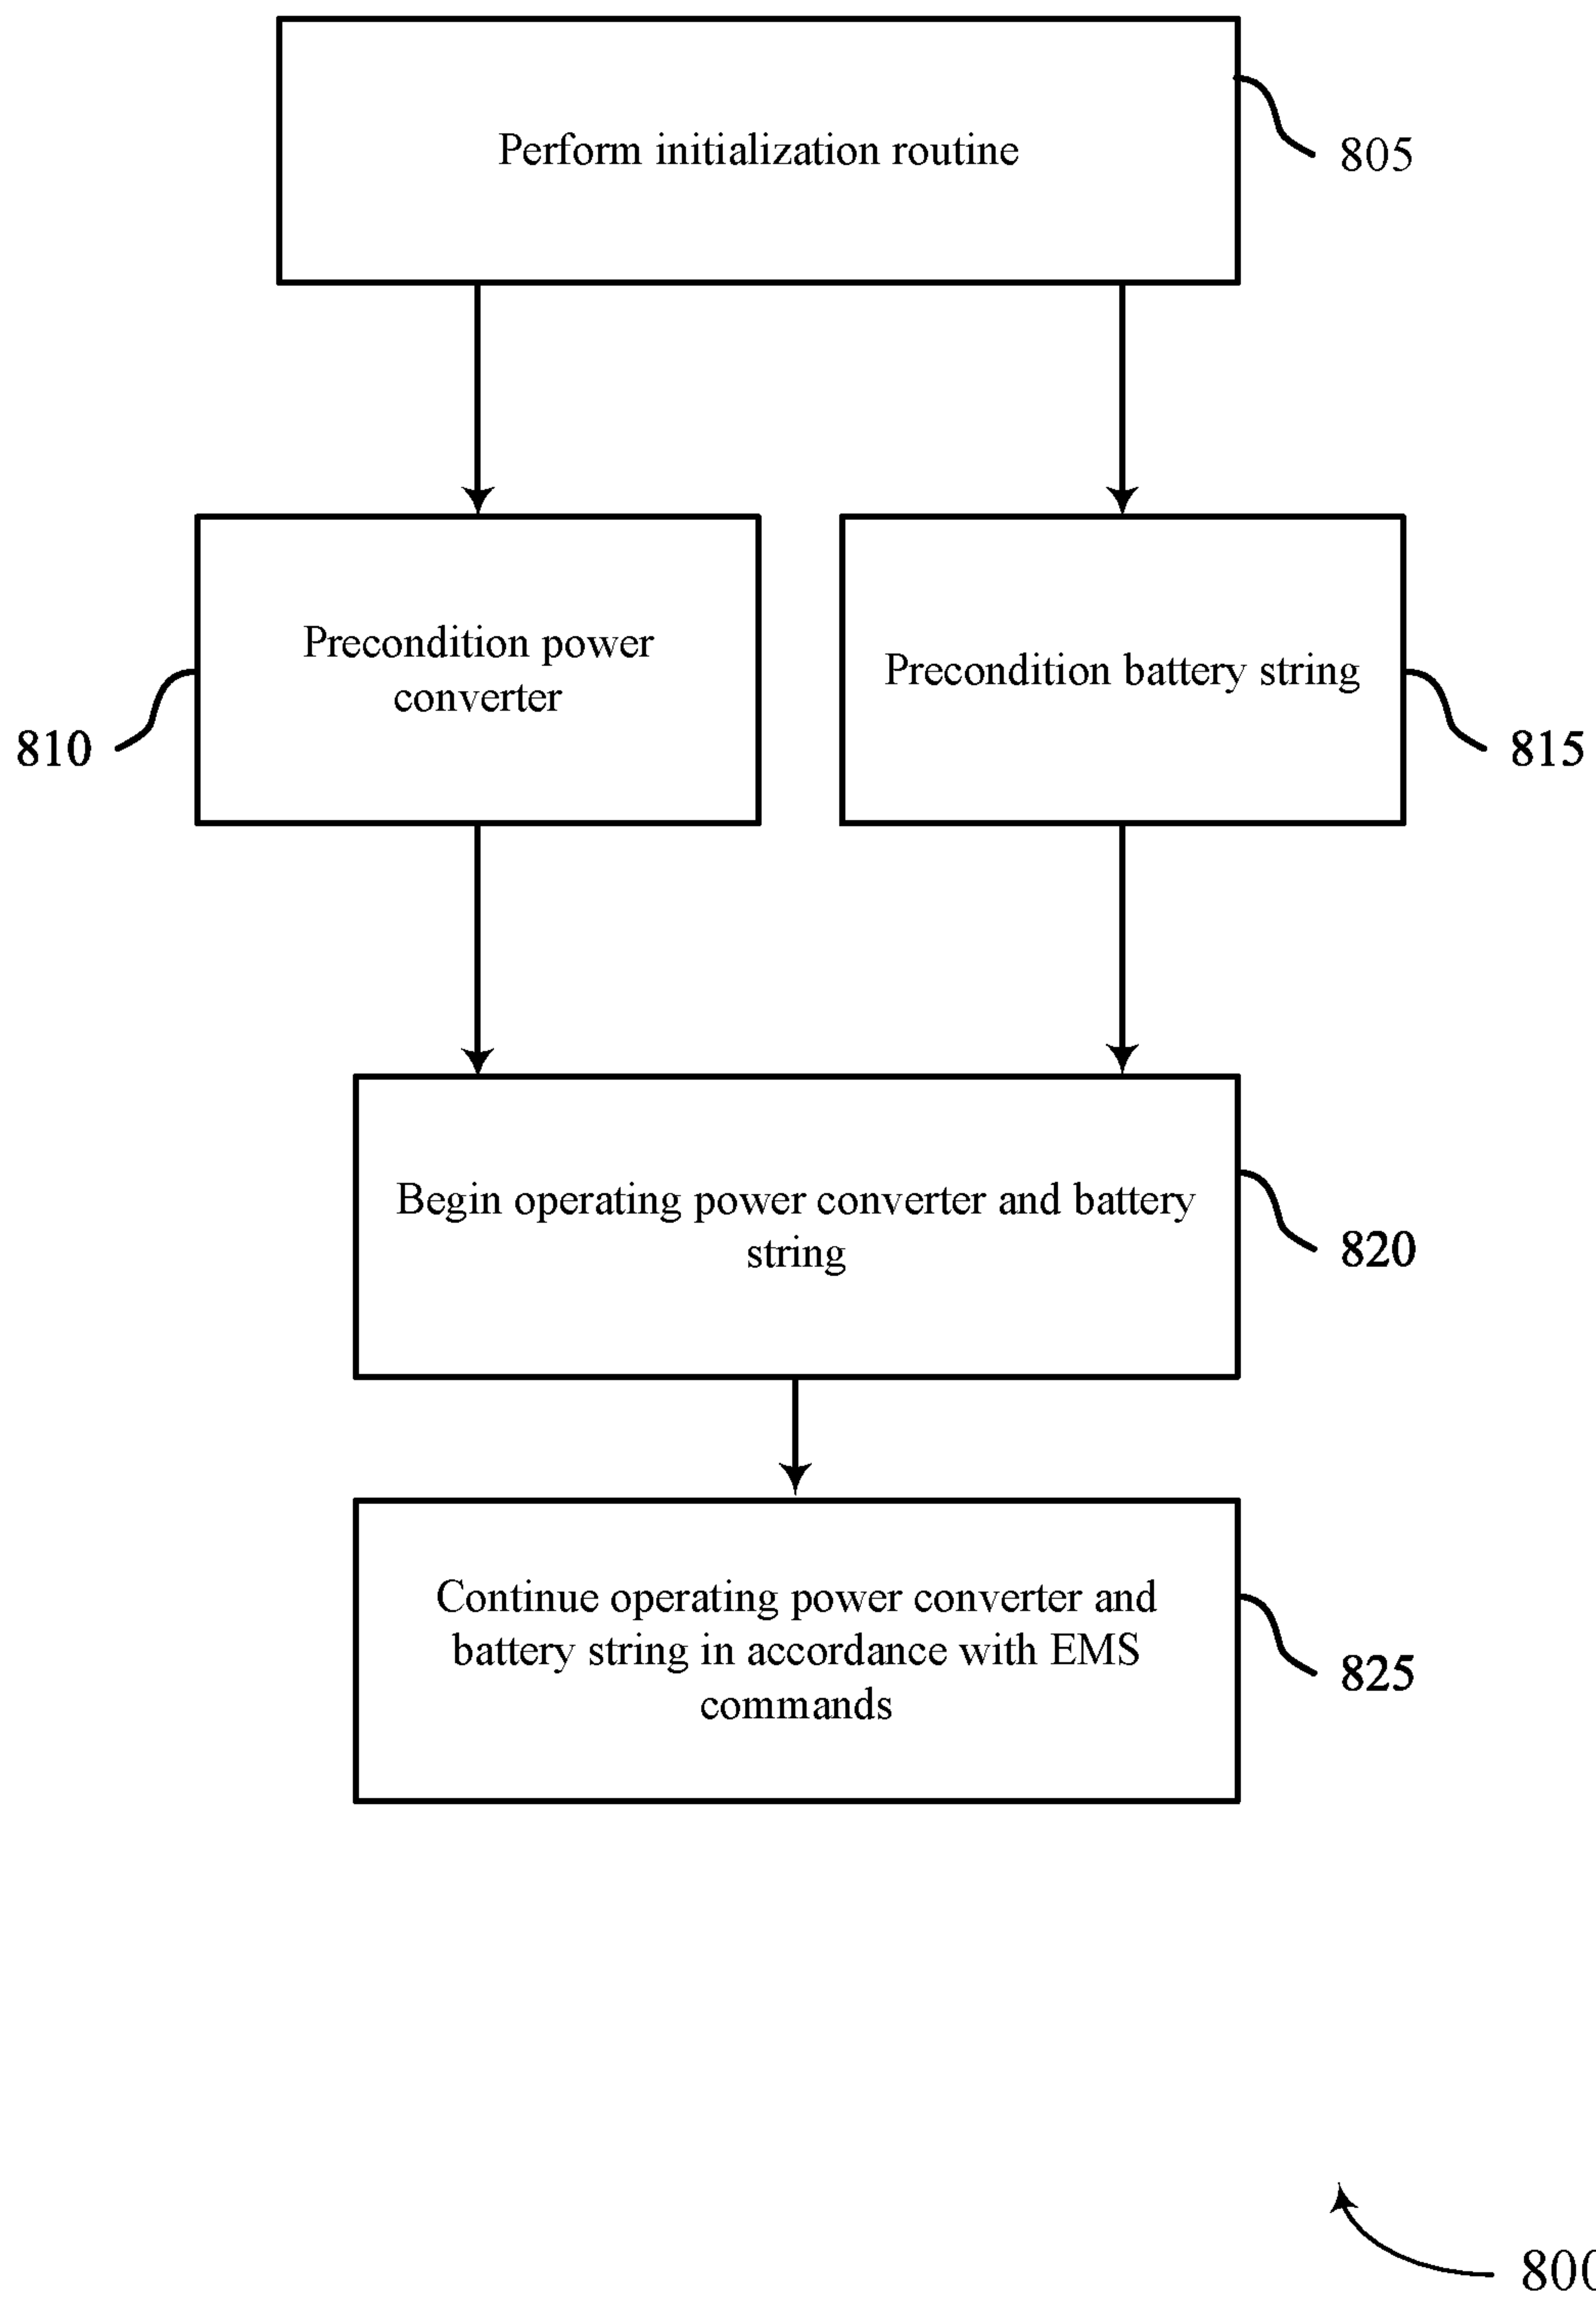 Perform initialization routine
805
Precondition power
converter
810
Precondition battery string
815
Begin operating power converter and battery
string
820
Continue operating power converter and
battery string in accordance with EMS
commands
825
800